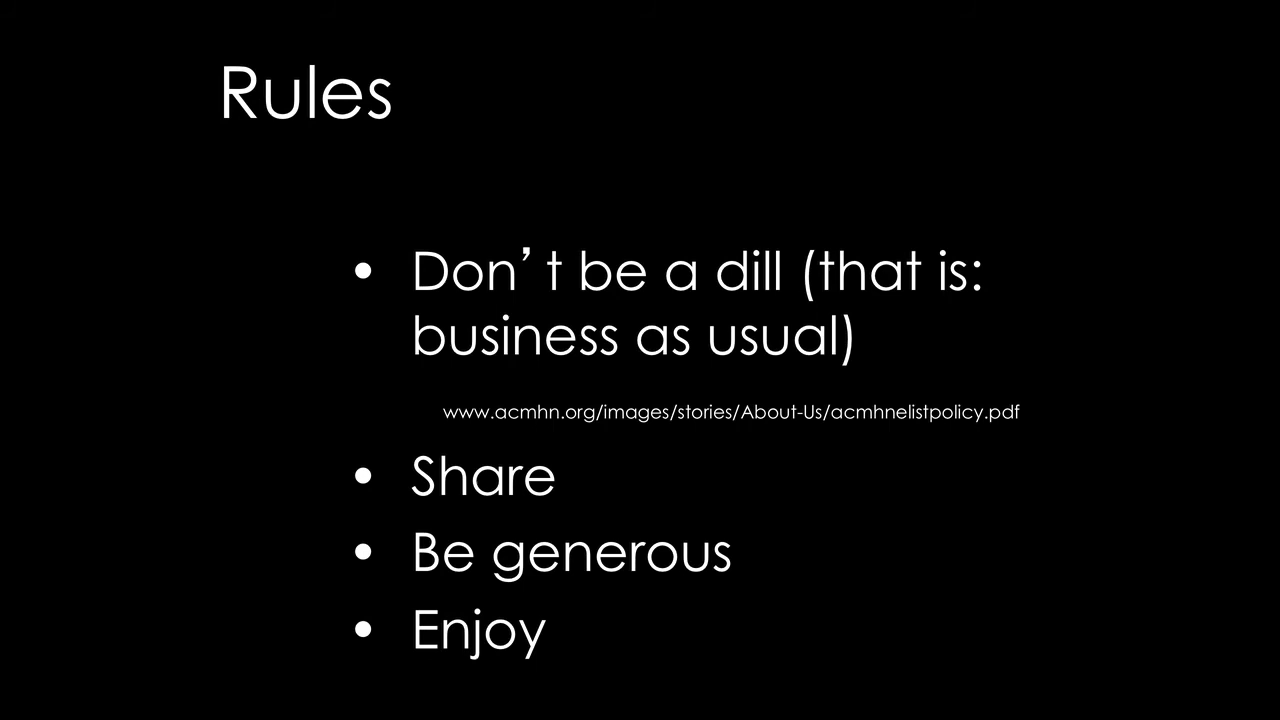 Rules
• Don’t be a dill (that is:
business as usual)
www.acmhn.org/images/stories/About-Us/acmhnelistpolicy.pdf
• Share
• Be generous
• Enjoy